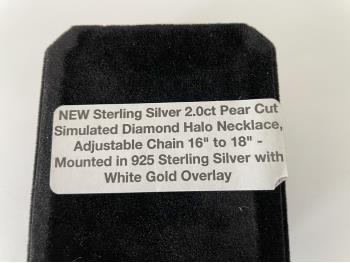 NEW Sterling Silver 2.0ct Pear Cut
Simulated Diamond Halo Necklace,
Adjustable Chain 16" to 18" -
Mounted in 925 Sterling Silver with
White Gold Overlay